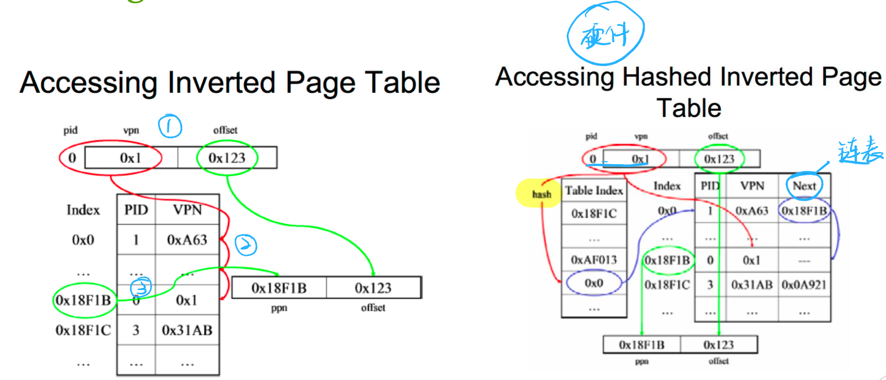 硬件
Accessing Inverted Page Table
pid vpn ① offset
0 0x1 0x123
Index PID VPN
0x0 1 0xA63
②
... ... ...
③
0x18F1B 0 0x1
0x18F1C 3 0x31AB
... ... ...
0x18F1B 0x123
ppn offset
Accessing Hashed Inverted Page
Table
pid vpn offset
0 0x1 0x123
链表
hash
Table Index
0x18F1C
...
0xAF013
0x0
...
Index PID VPN Next
0x0 1 0xA63 0x18F1B
... ... ... ...
0x18F1B 0 0x1 ---
0x18F1C 3 0x31AB 0x0A921
... ... ... ...
0x18F1B 0x123
ppn offset